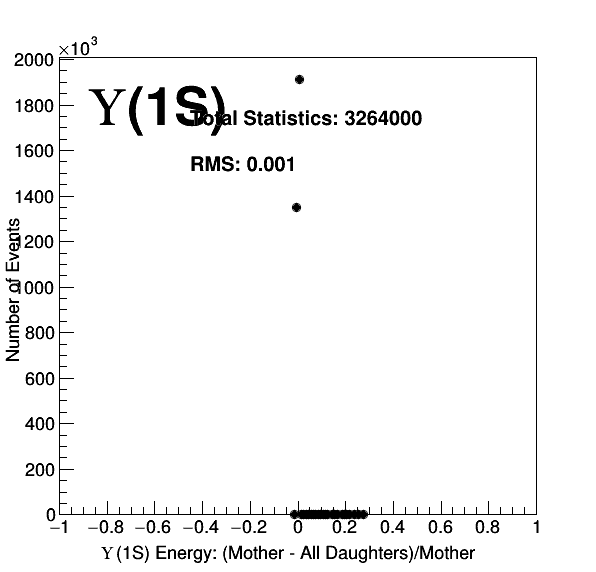 ×10³
2000
1800
1600
1400
1200
1000
800
600
400
200
0
Number of Events
ϒ(1S)
Total Statistics: 3264000
RMS: 0.001
−1 −0.8 −0.6 −0.4 −0.2 0 0.2 0.4 0.6 0.8 1
ϒ(1S) Energy: (Mother - All Daughters)/Mother